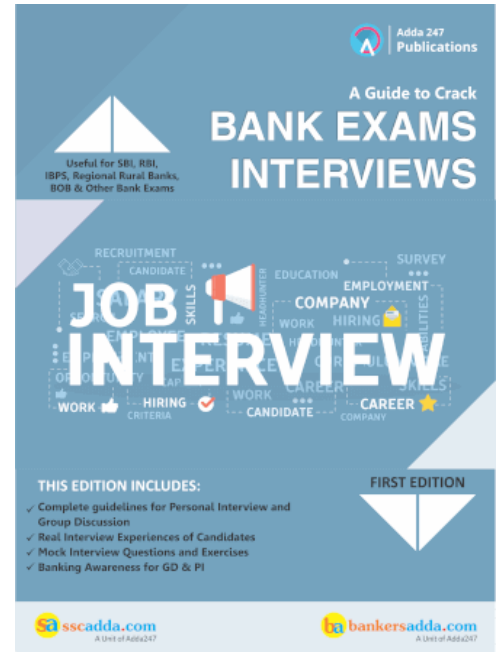 Adda 247
Publications
A Guide to Crack
BANK EXAMS
INTERVIEWS
Useful for SBI, RBI,
IBPS, Regional Rural Banks,
BOB & Other Bank Exams
RECRUITMENT
CANDIDATE
SURVEY
EDUCATION
EMPLOYMENT
HEADHUNTER
SKILLS
SALARY
COMPANY
JOB
WORK
HIRING
INTERVIEW
WORK
CAREER
SKILLS
WORK
HIRING
CANDIDATE
CAREER
CRITERIA
COMPANY
THIS EDITION INCLUDES:
✓ Complete guidelines for Personal Interview and
Group Discussion
✓ Real Interview Experiences of Candidates
✓ Mock Interview Questions and Exercises
✓ Banking Awareness for GD & PI
FIRST EDITION
sa sscadda.com
A Unit of Adda247
ba bankersadda.com
A Unit of Adda247